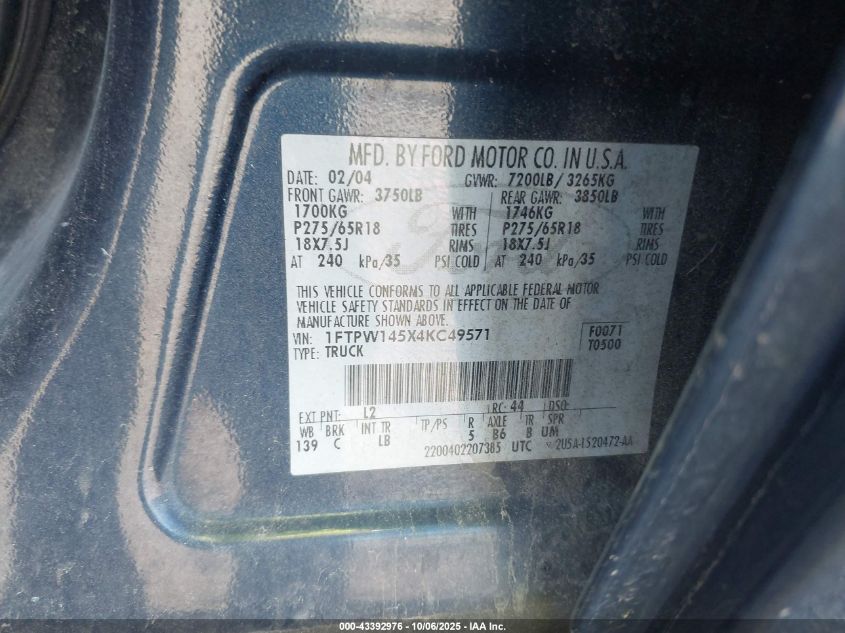 MFD. BY FORD MOTOR CO. IN U.S.A.
DATE: 02/04 GVWR: 7200LB/ 3265KG
FRONT GAWR: 3750LB REAR GAWR: 3850LB
1700KG WITH 1746KG WITH
P275/65R18 TIRES P275/65R18 TIRES
18X7.5J RIMS 18X7.5J RIMS
AT 240 kPa/35 PSI COLD AT 240 kPa/35 PSI COLD
THIS VEHICLE CONFORMS TO ALL APPLICABLE FEDERAL MOTOR
VEHICLE SAFETY STANDARDS IN EFFECT ON THE DATE OF
MANUFACTURE SHOWN ABOVE.
VIN: 1FTPW145X4KC49571 F0071
TYPE: TRUCK T0500
EXT PNT: L2 RC: 44 DSO:
WB BRK INT TR TP/PS R AXLE TR SPR
139 C LB 5 B6 B UM
2200402207385 UTC 2U5A-1520472-AA
000-43392976 - 10/06/2025 - IAA Inc.